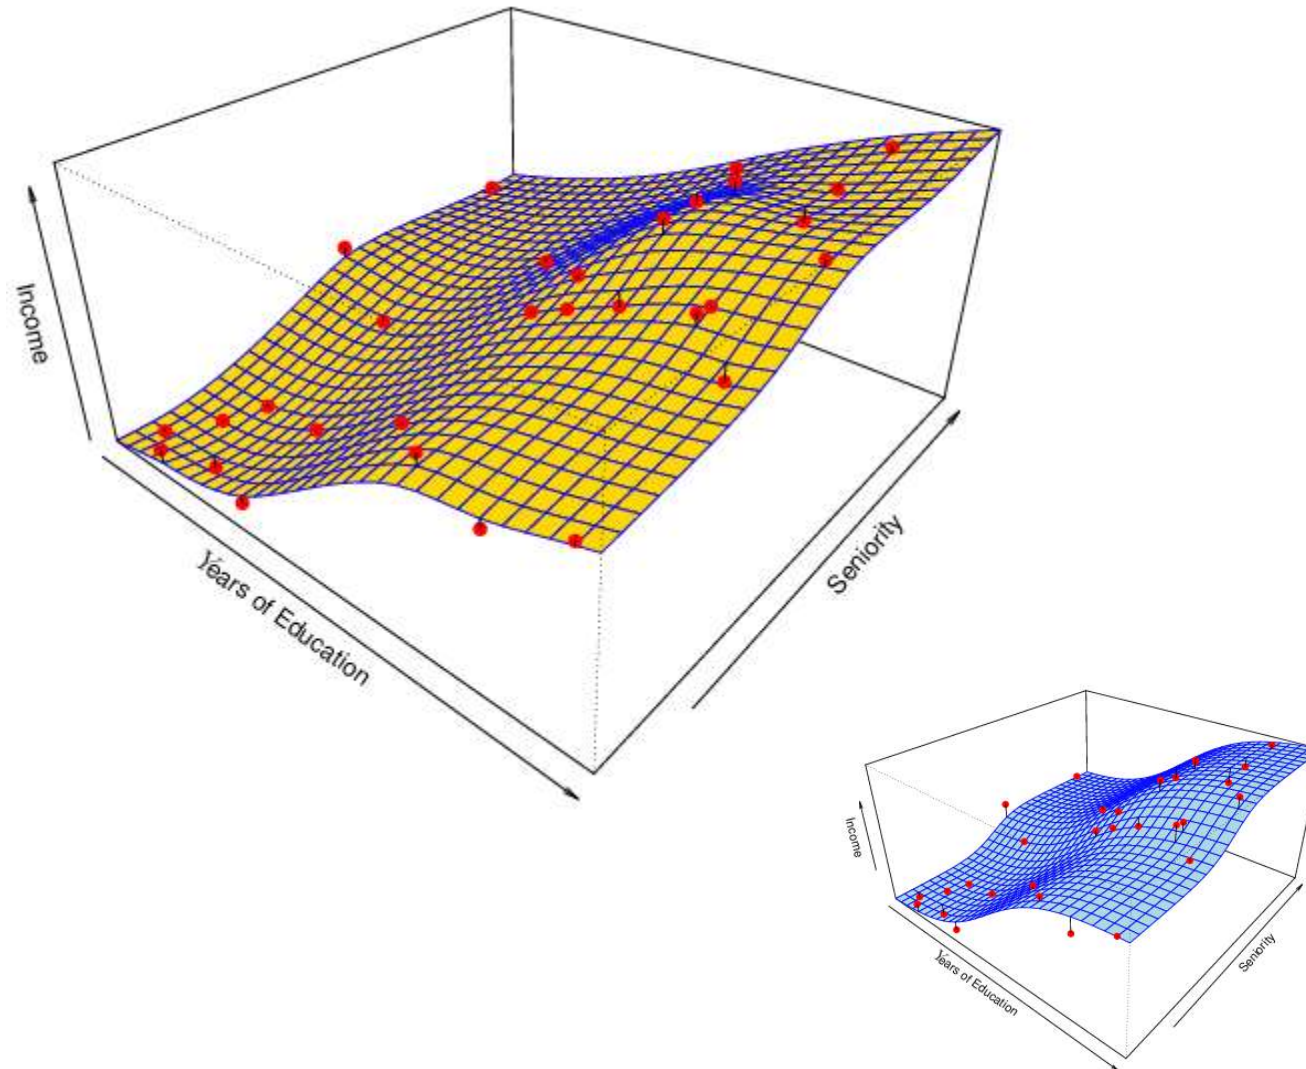 Income
Years of Education
Seniority
Income
Years of Education
Seniority